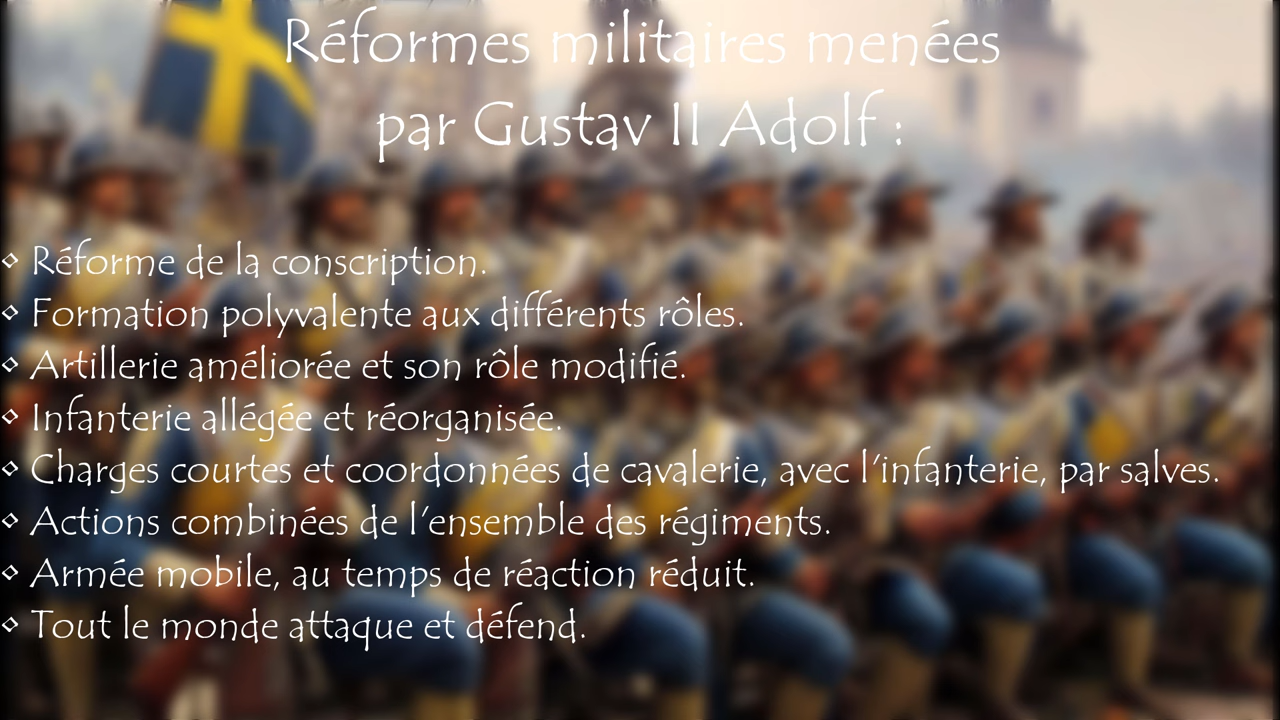 Réformes militaires menées
par Gustav II Adolf :
⬦ Réforme de la conscription.
⬦ Formation polyvalente aux différents rôles.
⬦ Artillerie améliorée et son rôle modifié.
⬦ Infanterie allégée et réorganisée.
⬦ Charges courtes et coordonnées de cavalerie, avec l'infanterie, par salves.
⬦ Actions combinées de l'ensemble des régiments.
⬦ Armée mobile, au temps de réaction réduit.
⬦ Tout le monde attaque et défend.